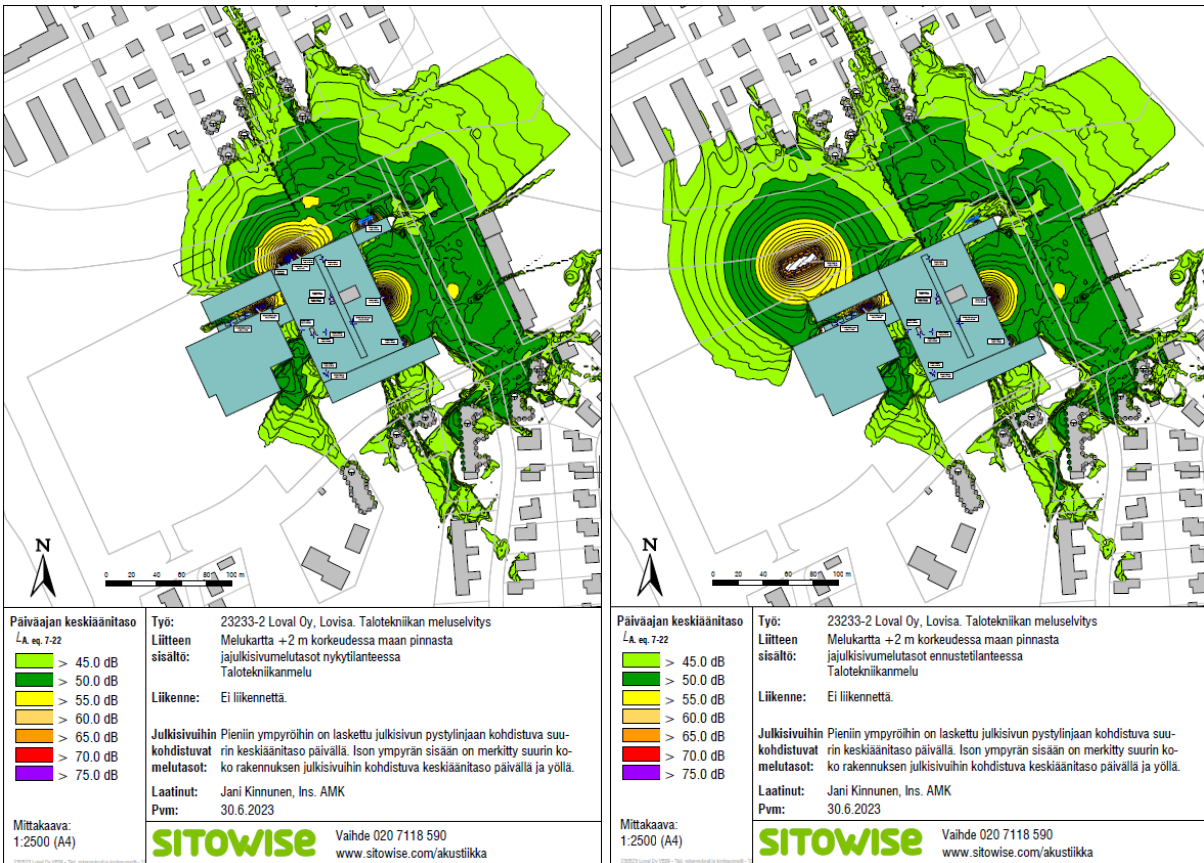 N
0 20 40 60 80 100 m
Päiväajan keskiäänitaso
LA, eq, 7-22
> 45.0 dB
> 50.0 dB
> 55.0 dB
> 60.0 dB
> 65.0 dB
> 70.0 dB
> 75.0 dB
Mittakaava:
1:2500 (A4)
Työ: 23233-2 Loval Oy, Lovisa. Talotekniikan meluselvitys
Liitteen Melukartta +2 m korkeudessa maan pinnasta
sisältö: jajulkisivumelutasot nykytilanteessa
Talotekniikanmelu
Liikenne: Ei liikennettä.
Julkisivuihin Pieniin ympyröihin on laskettu julkisivun pystylinjaan kohdistuva suu-
kohdistuvat rin keskiäänitaso päivällä. Ison ympyrän sisään on merkitty suurin ko-
melutasot: ko rakennuksen julkisivuihin kohdistuva keskiäänitaso päivällä ja yöllä.
Laatinut: Jani Kinnunen, Ins. AMK
Pvm: 30.6.2023
SITOWISE
Vaihde 020 7118 590
www.sitowise.com/akustiikka
N
0 20 40 60 80 100 m
Päiväajan keskiäänitaso
LA, eq, 7-22
> 45.0 dB
> 50.0 dB
> 55.0 dB
> 60.0 dB
> 65.0 dB
> 70.0 dB
> 75.0 dB
Mittakaava:
1:2500 (A4)
Työ: 23233-2 Loval Oy, Lovisa. Talotekniikan meluselvitys
Liitteen Melukartta +2 m korkeudessa maan pinnasta
sisältö: jajulkisivumelutasot ennustetilanteessa
Talotekniikanmelu
Liikenne: Ei liikennettä.
Julkisivuihin Pieniin ympyröihin on laskettu julkisivun pystylinjaan kohdistuva suu-
kohdistuvat rin keskiäänitaso päivällä. Ison ympyrän sisään on merkitty suurin ko-
melutasot: ko rakennuksen julkisivuihin kohdistuva keskiäänitaso päivällä ja yöllä.
Laatinut: Jani Kinnunen, Ins. AMK
Pvm: 30.6.2023
SITOWISE
Vaihde 020 7118 590
www.sitowise.com/akustiikka